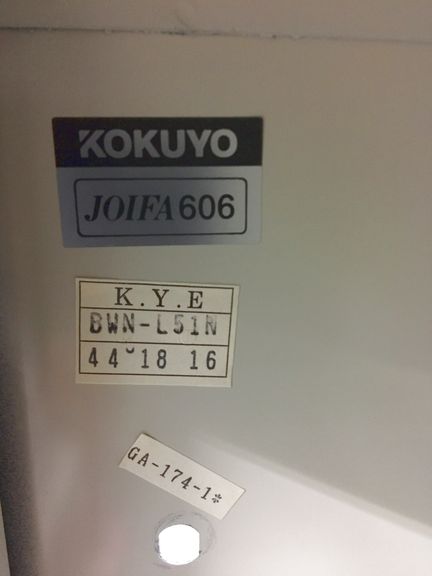 KOKUYO
JOIFA606
K.Y.E
BWN-L51N
44 18 16
GA-174-1*